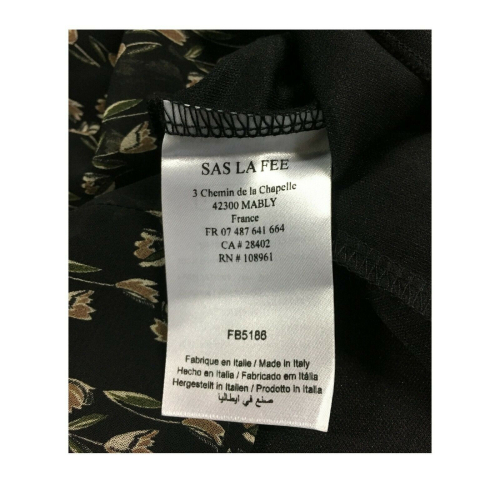 SAS LA FEE
3 Chemin de la Chapelle
42300 MABLY
France
FR 07 487 641 664
CA # 28402
RN # 108961
FB5186
Fabrique en Italie / Made in Italy
Hecho en Italia / Fabricado em Itália
Hergestellt in Italien / Prodotto in Italia
صنع في ايطاليا